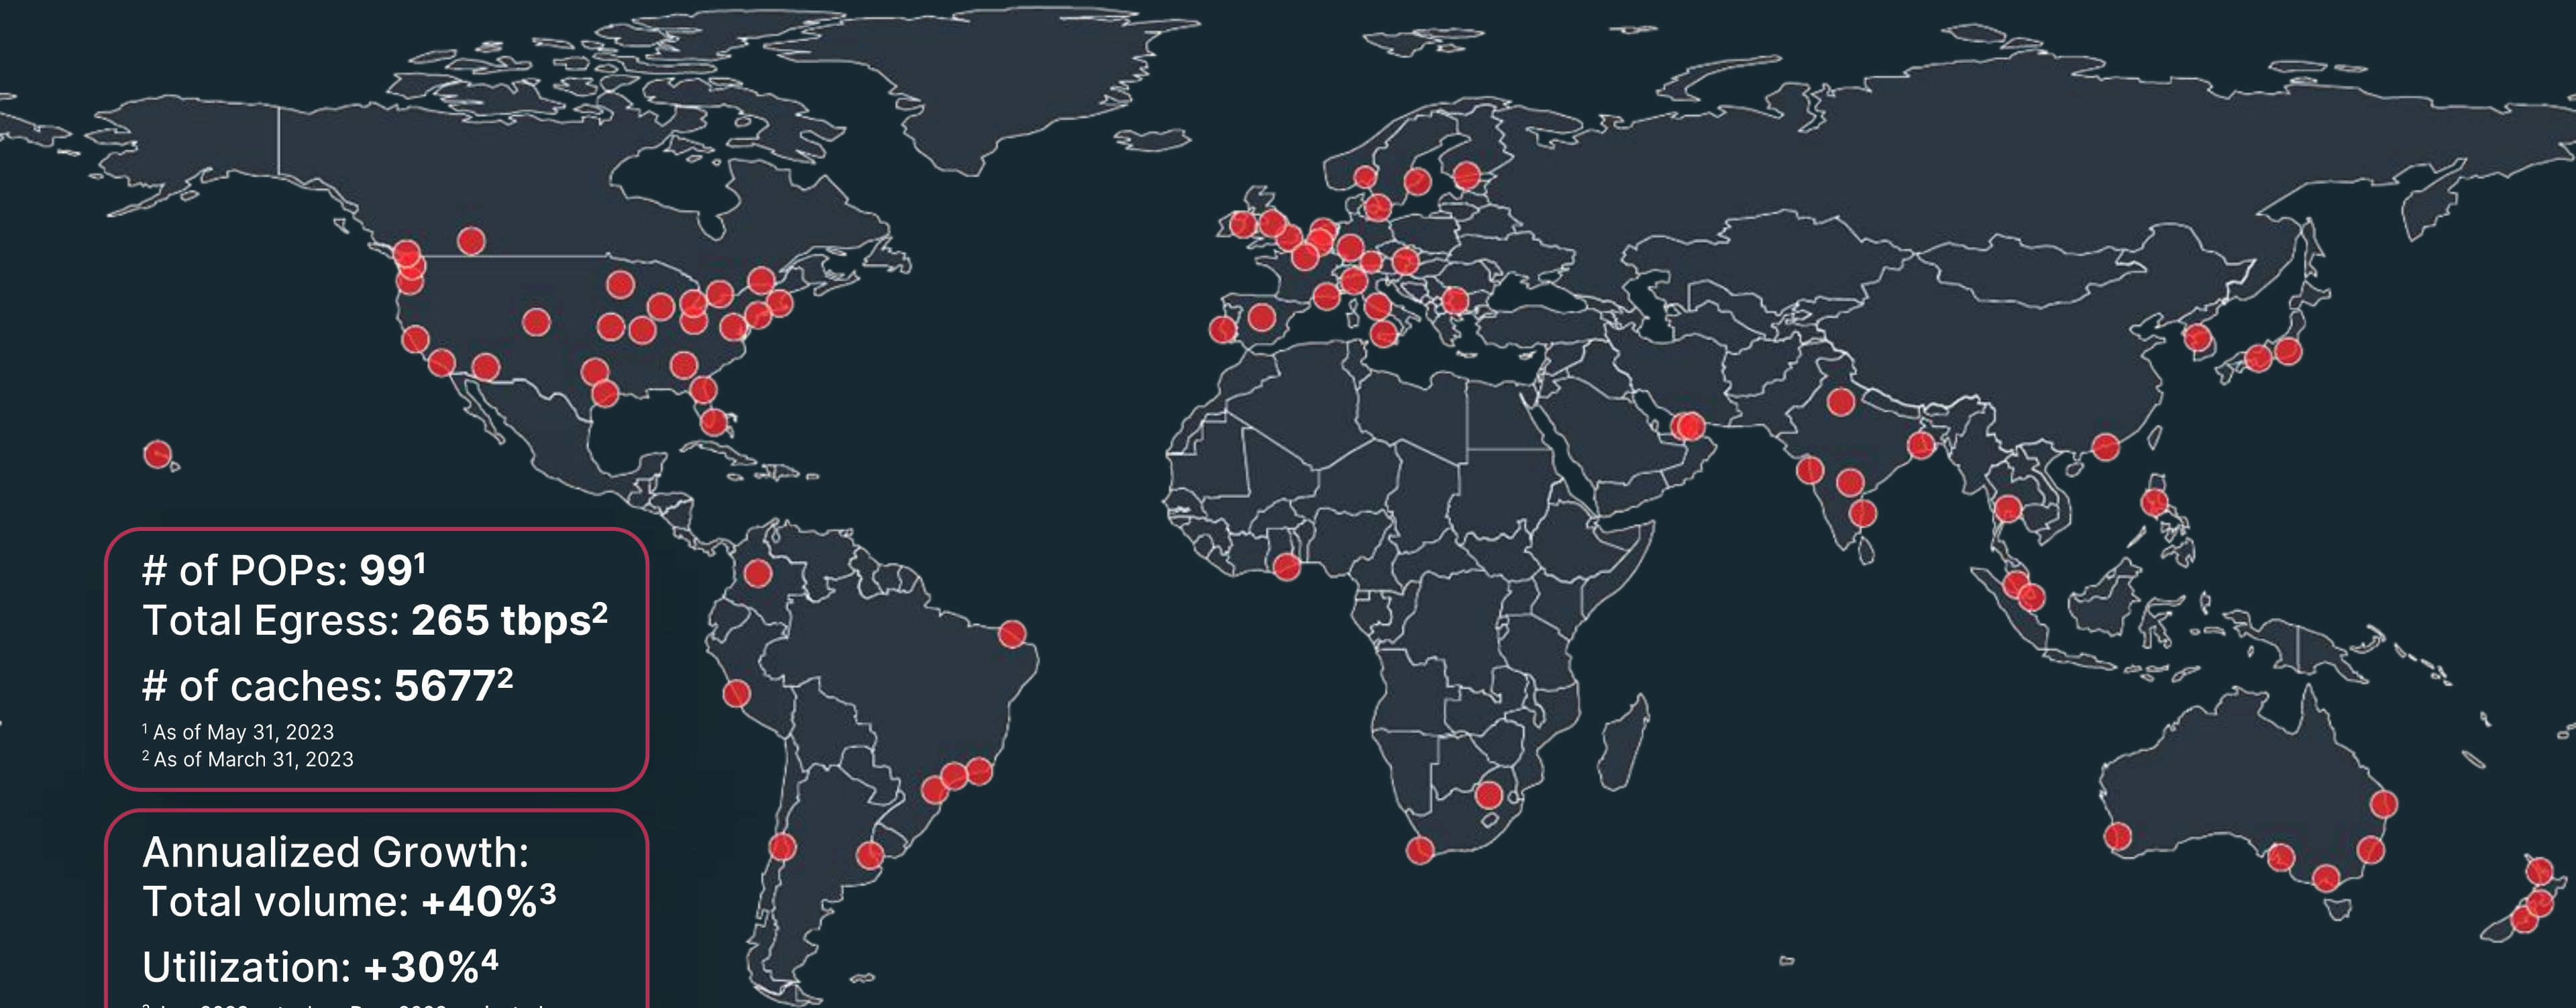 # of POPs: 99¹
Total Egress: 265 tbps²
# of caches: 5677²
¹ As of May 31, 2023
² As of March 31, 2023
Annualized Growth:
Total volume: +40%³
Utilization: +30%⁴